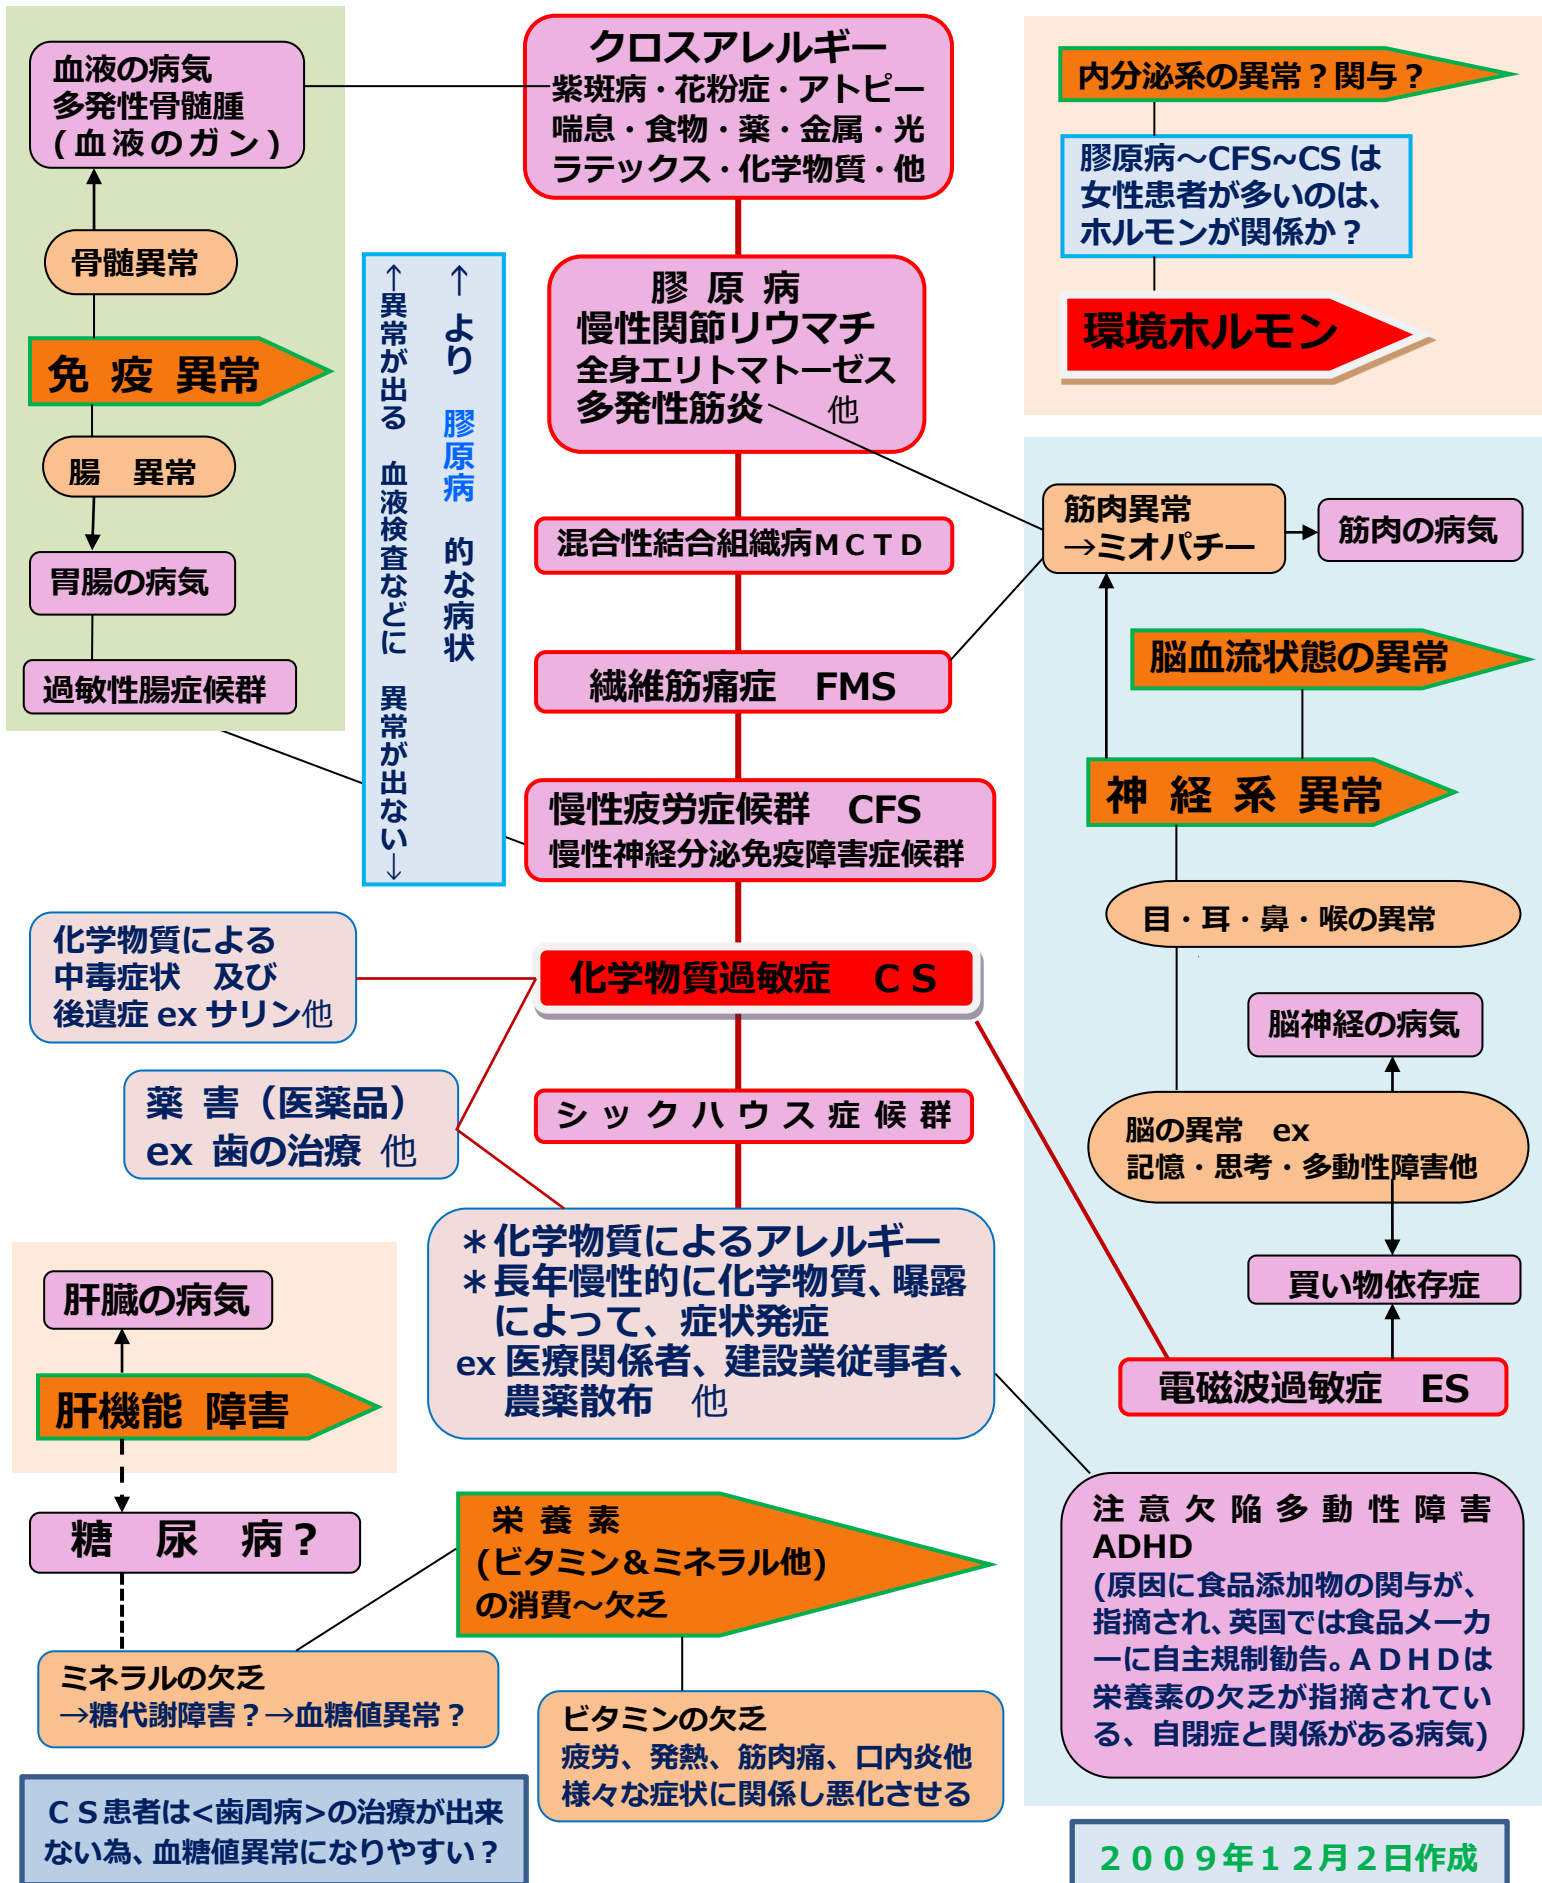 血液の病気
多発性骨髄腫
(血液のガン)
骨髄異常
免 疫 異常
腸 異常
胃腸の病気
過敏性腸症候群
クロスアレルギー
紫斑病・花粉症・アトピー
喘息・食物・薬・金属・光
ラテックス・化学物質・他
内分泌系の異常?関与?
膠原病~CFS~CS は
女性患者が多いのは、
ホルモンが関係か?
環境ホルモン
↑より 膠原病 的な病状
↑異常が出る 血液検査などに 異常が出ない↓
膠 原 病
慢性関節リウマチ
全身エリトマトーゼス
多発性筋炎 他
混合性結合組織病MCTD
繊維筋痛症 FMS
慢性疲労症候群 CFS
慢性神経分泌免疫障害症候群
筋肉異常
→ミオパチー
筋肉の病気
脳血流状態の異常
神 経 系 異常
目・耳・鼻・喉の異常
脳神経の病気
脳の異常 ex
記憶・思考・多動性障害他
買い物依存症
電磁波過敏症 ES
化学物質による
中毒症状 及び
後遺症 ex サリン他
化学物質過敏症 CS
薬 害(医薬品)
ex 歯の治療 他
シックハウス症候群
*化学物質によるアレルギー
*長年慢性的に化学物質、曝露
によって、症状発症
ex 医療関係者、建設業従事者、
農薬散布 他
肝臓の病気
肝機能 障害
糖 尿 病?
栄 養 素
(ビタミン&ミネラル他)
の消費~欠乏
ミネラルの欠乏
→糖代謝障害?→血糖値異常?
ビタミンの欠乏
疲労、発熱、筋肉痛、口内炎他
様々な症状に関係し悪化させる
注意欠陥多動性障害
ADHD
(原因に食品添加物の関与が、
指摘され、英国では食品メーカ
ーに自主規制勧告。ADHDは
栄養素の欠乏が指摘されてい
る、自閉症と関係がある病気)
CS患者は<歯周病>の治療が出来
ない為、血糖値異常になりやすい?
2009年12月2日作成